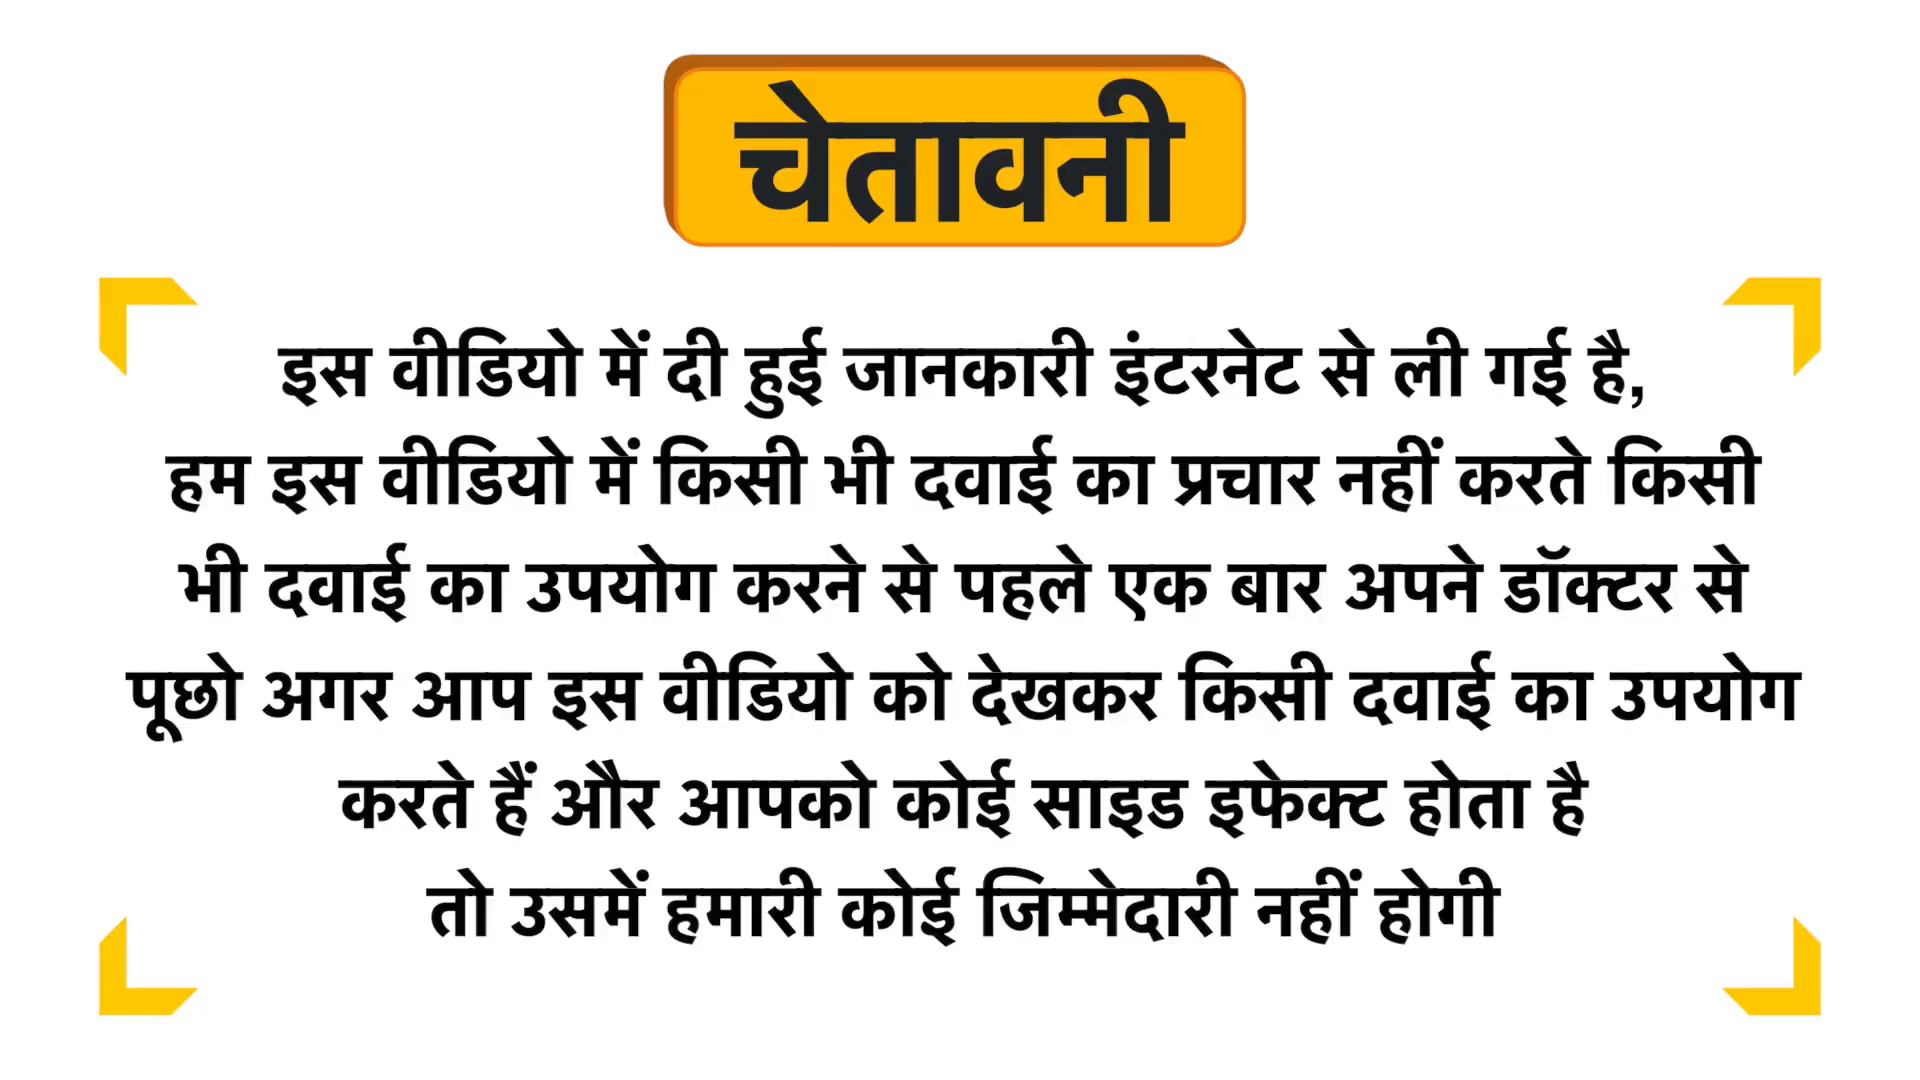 चेतावनी
इस वीडियो में दी हुई जानकारी इंटरनेट से ली गई है,
हम इस वीडियो में किसी भी दवाई का प्रचार नहीं करते किसी
भी दवाई का उपयोग करने से पहले एक बार अपने डॉक्टर से
पूछो अगर आप इस वीडियो को देखकर किसी दवाई का उपयोग
करते हैं और आपको कोई साइड इफेक्ट होता है
तो उसमें हमारी कोई जिम्मेदारी नहीं होगी